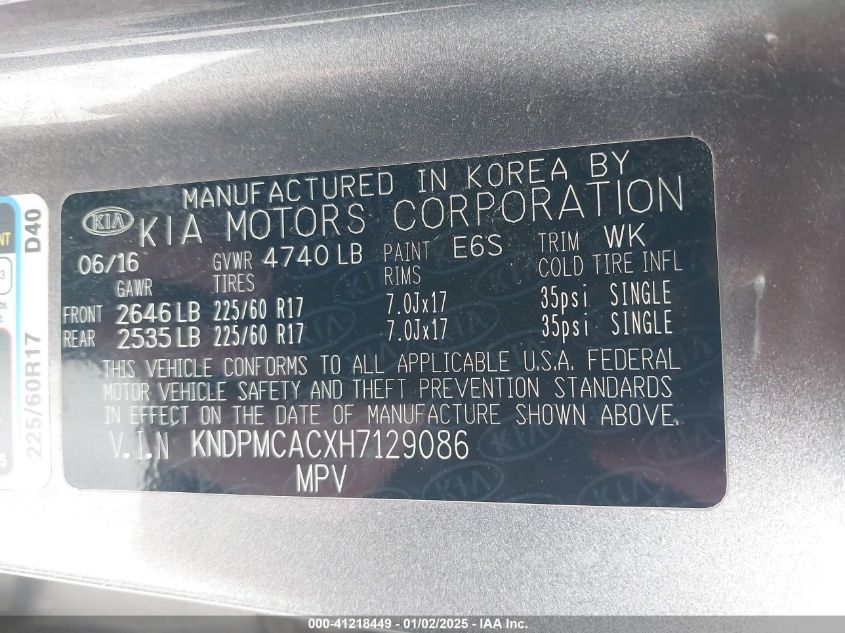 MANUFACTURED IN KOREA BY
KIA KIA MOTORS CORPORATION
06/16 GVWR 4740 LB PAINT E6S TRIM WK
GAWR TIRES RIMS COLD TIRE INFL
FRONT 2646 LB 225/60 R17 7.0Jx17 35psi SINGLE
REAR 2535 LB 225/60 R17 7.0Jx17 35psi SINGLE
THIS VEHICLE CONFORMS TO ALL APPLICABLE U.S.A. FEDERAL
MOTOR VEHICLE SAFETY AND THEFT PREVENTION STANDARDS
IN EFFECT ON THE DATE OF MANUFACTURE SHOWN ABOVE.
V.I.N KNDPMCACXH7129086
MPV
225/60R17 D40
000-41218449 - 01/02/2025 - IAA Inc.